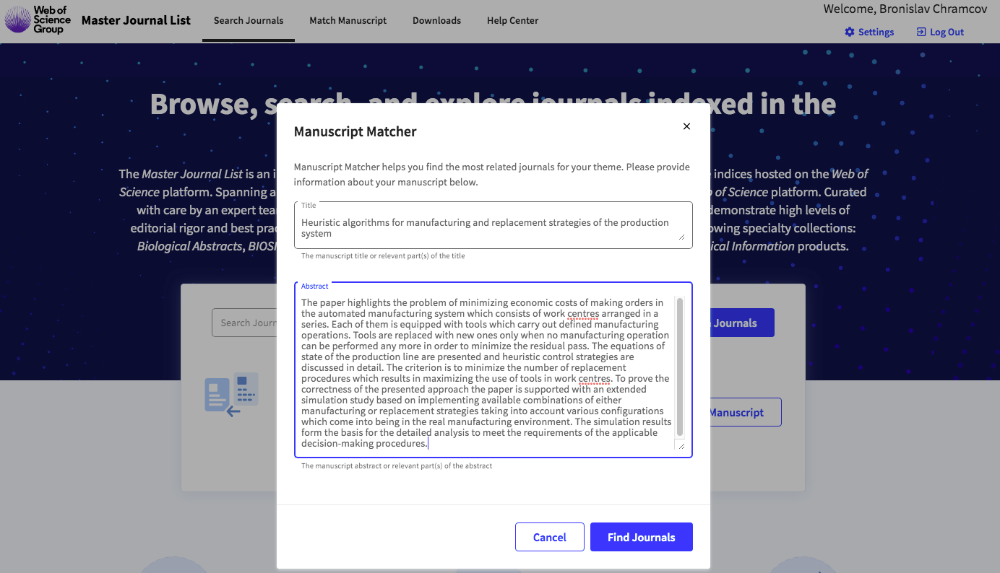 Web of
Science
Group
Master Journal List
Search Journals
Match Manuscript
Downloads
Help Center
Welcome, Bronislav Chramcov
Settings
Log Out
Browse, search, and explore journals indexed in the
The Master Journal List is an i
Science platform. Spanning a
with care by an expert tea
editorial rigor and best prac
Biological Abstracts, BIOSI
indices hosted on the Web of
of Science platform. Curated
demonstrate high levels of
owing specialty collections:
ical Information products.
Search Journ
Journals
Manuscript
Manuscript Matcher
Manuscript Matcher helps you find the most related journals for your theme. Please provide
information about your manuscript below.
Title
Heuristic algorithms for manufacturing and replacement strategies of the production
system
The manuscript title or relevant part(s) of the title
Abstract
The paper highlights the problem of minimizing economic costs of making orders in
the automated manufacturing system which consists of work centres arranged in a
series. Each of them is equipped with tools which carry out defined manufacturing
operations. Tools are replaced with new ones only when no manufacturing operation
can be performed any more in order to minimize the residual pass. The equations of
state of the production line are presented and heuristic control strategies are
discussed in detail. The criterion is to minimize the number of replacement
procedures which results in maximizing the use of tools in work centres. To prove the
correctness of the presented approach the paper is supported with an extended
simulation study based on implementing available combinations of either
manufacturing or replacement strategies taking into account various configurations
which come into being in the real manufacturing environment. The simulation results
form the basis for the detailed analysis to meet the requirements of the applicable
decision-making procedures.
The manuscript abstract or relevant part(s) of the abstract
Cancel
Find Journals